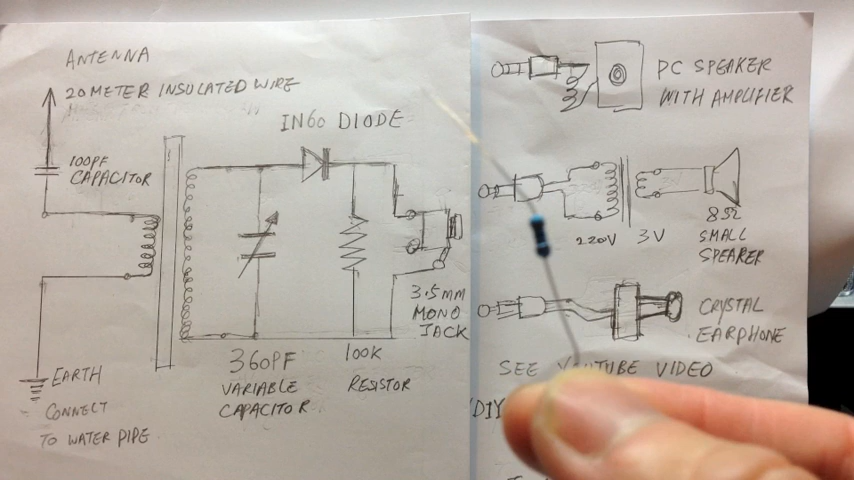 ANTENNA
20 METER INSULATED WIRE
IN60 DIODE
100PF
CAPACITOR
3.5MM
MONO
JACK
360PF
VARIABLE
CAPACITOR
100K
RESISTOR
EARTH
CONNECT
TO WATER PIPE
PC SPEAKER
WITH AMPLIFIER
220V
3V
8Ω
SMALL
SPEAKER
CRYSTAL
EARPHONE
SEE YOUTUBE VIDEO
DIY